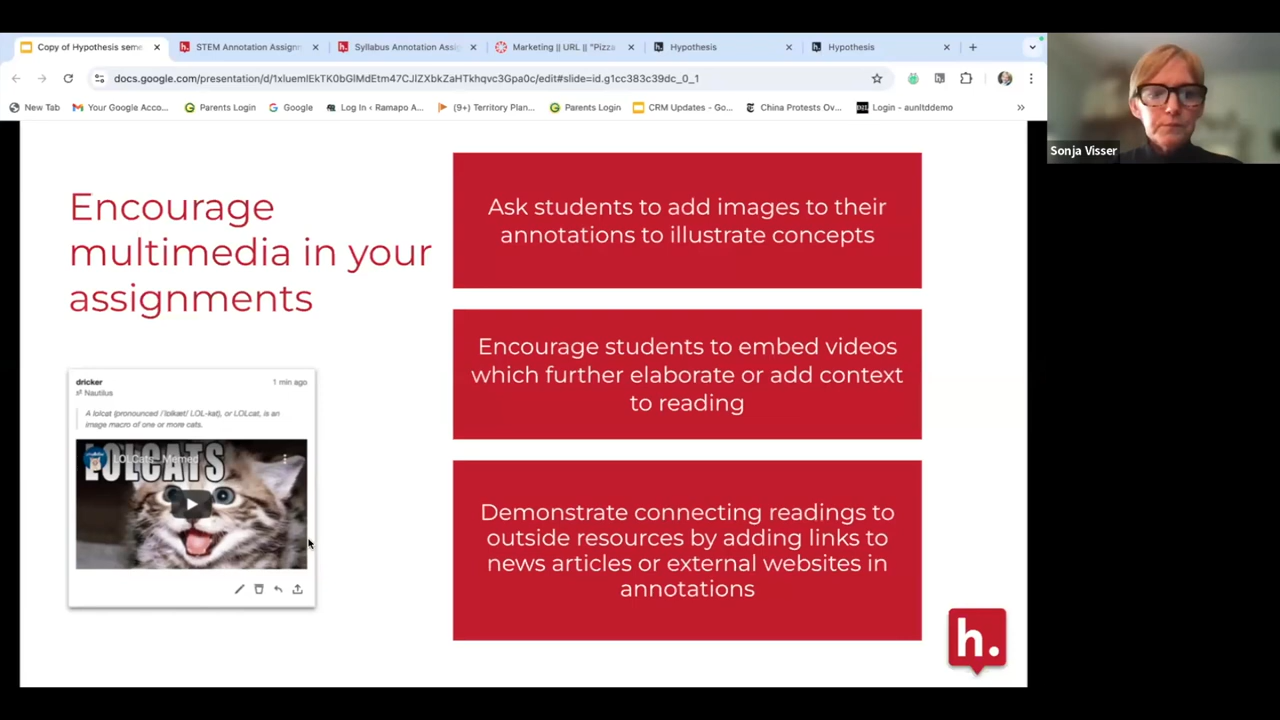 Copy of Hypothesis seme
STEM Annotation Assignm
Syllabus Annotation Assig
Marketing || URL || "Pizza
Hypothesis
Hypothesis
docs.google.com/presentation/d/1xluemIEkTK0bGlMdEtm47CJlZXbkZaHTkhqvc3Gpa0c/edit#slide=id.g1cc383c39dc_0_1
New Tab
Your Google Acco...
Parents Login
Google
Log In ‹ Ramapo A...
(9+) Territory Plan...
Parents Login
CRM Updates - Go...
China Protests Ov...
Login - aunltddemo
Sonja Visser
Encourage
multimedia in your
assignments
dricker
1 min ago
Nautilus
A lolcat (pronounced /ˈlɒlkæt/ LOL-kat), or LOLcat, is an
image macro of one or more cats.
LOLCATS
LOLCats - Memed
Ask students to add images to their
annotations to illustrate concepts
Encourage students to embed videos
which further elaborate or add context
to reading
Demonstrate connecting readings to
outside resources by adding links to
news articles or external websites in
annotations
h.